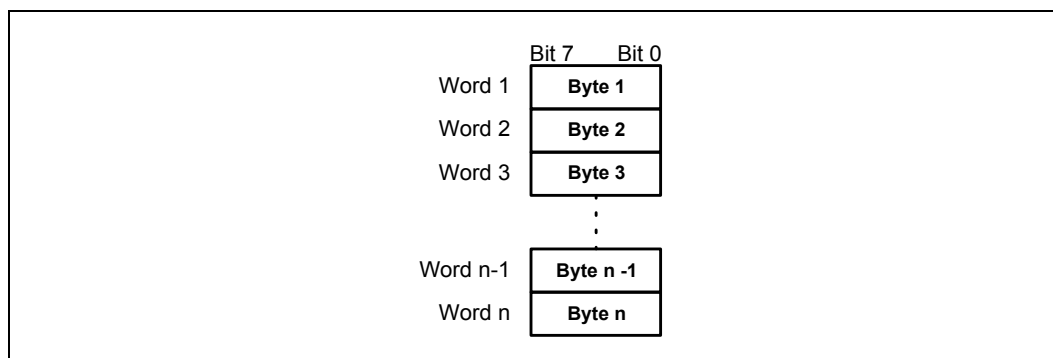 Bit 7 Bit 0
Word 1 Byte 1
Word 2 Byte 2
Word 3 Byte 3
Word n-1 Byte n -1
Word n Byte n